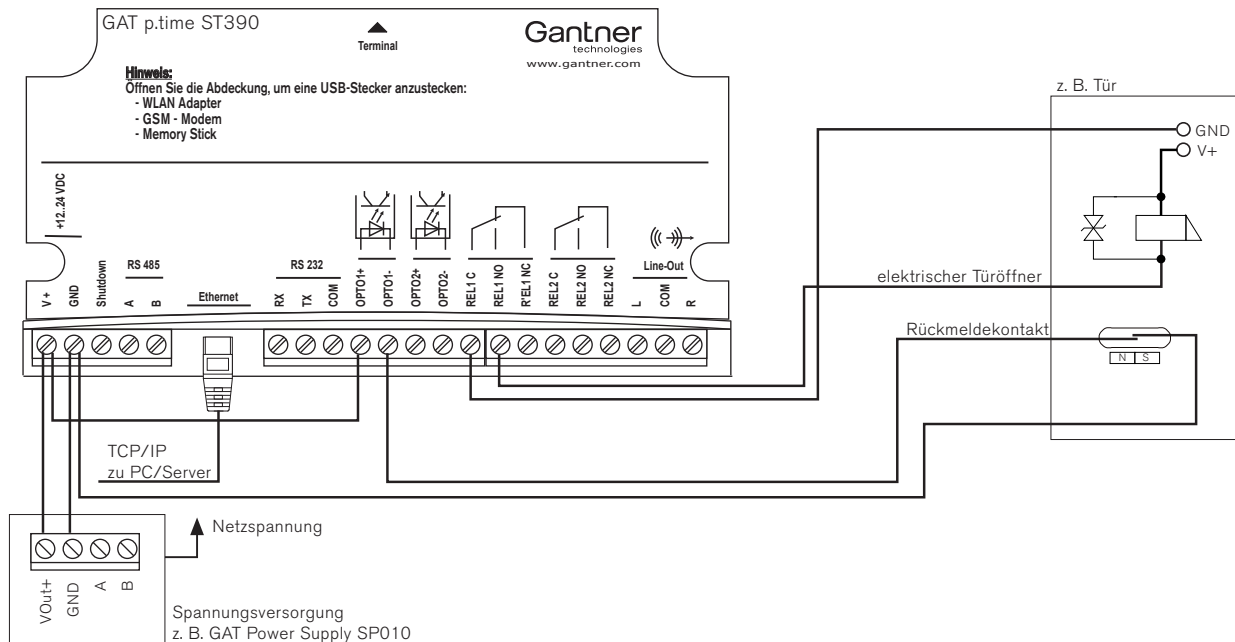 GAT p.time ST390
Terminal
Gantner
technologies
www.gantner.com
Hinweis:
Öffnen Sie die Abdeckung, um eine USB-Stecker anzustecken:
- WLAN Adapter
- GSM - Modem
- Memory Stick
z. B. Tür
GND
V+
+12..24 VDC
RS 485
Ethernet
RS 232
Line-Out
V +
GND
Shutdown
A
B
RX
TX
COM
OPTO1+
OPTO1-
OPTO2+
OPTO2-
REL1 C
REL1 NO
R'EL1 NC
REL2 C
REL2 NO
REL2 NC
L
COM
R
elektrischer Türöffner
Rückmeldekontakt
N S
TCP/IP
zu PC/Server
Netzspannung
VOut+
GND
A
B
Spannungsversorgung
z. B. GAT Power Supply SP010